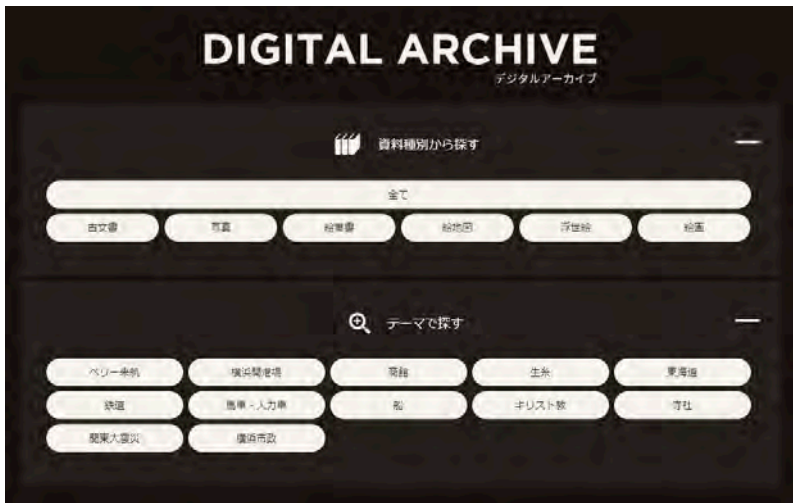 DIGITAL ARCHIVE
デジタルアーカイブ
資料種別から探す
全て
古文書 写真 絵葉書 絵地図 浮世絵 絵画
テーマで探す
ペリー来航 横浜開港場 商館 生糸 東海道
鉄道 馬車・人力車 船 キリスト教 寺社
関東大震災 横浜市政